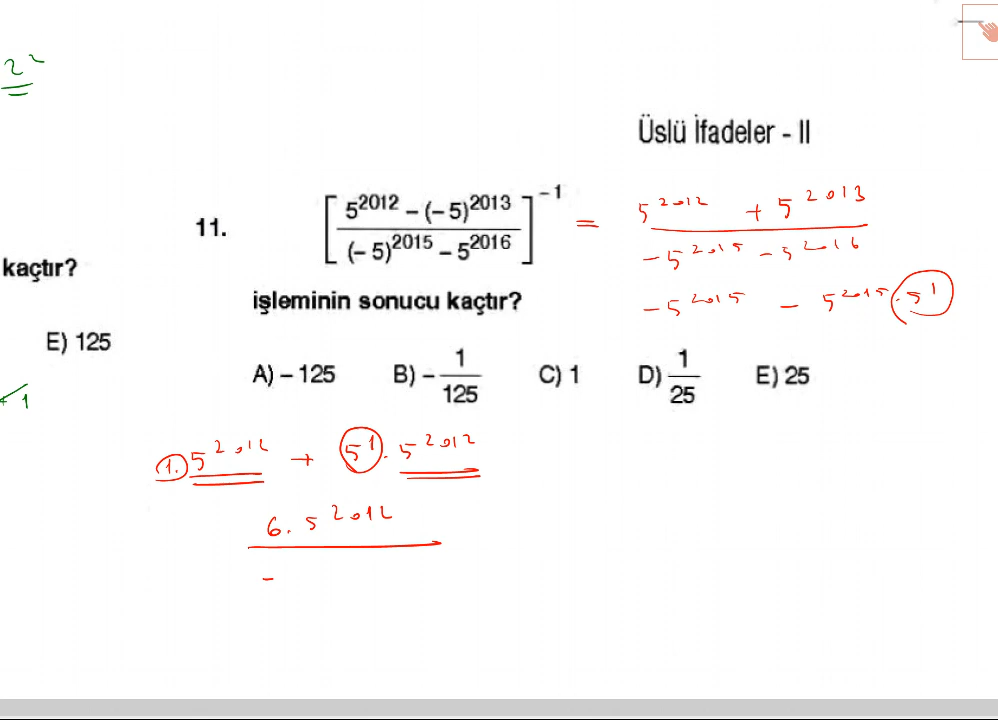 2²
Üslü İfadeler - II
11. [ 5^2012 – (– 5)^2013 / (– 5)^2015 – 5^2016 ]^–1 = 5^2012 + 5^2013 / – 5^2015 – 5^2016
kaçtır?
işleminin sonucu kaçtır?
– 5^2015 – 5^2015 . 5^1
E) 125
A) – 125 B) – 1/125 C) 1 D) 1/25 E) 25
1. 5^2012 + 5^1 . 5^2012
6 . 5^2012
–